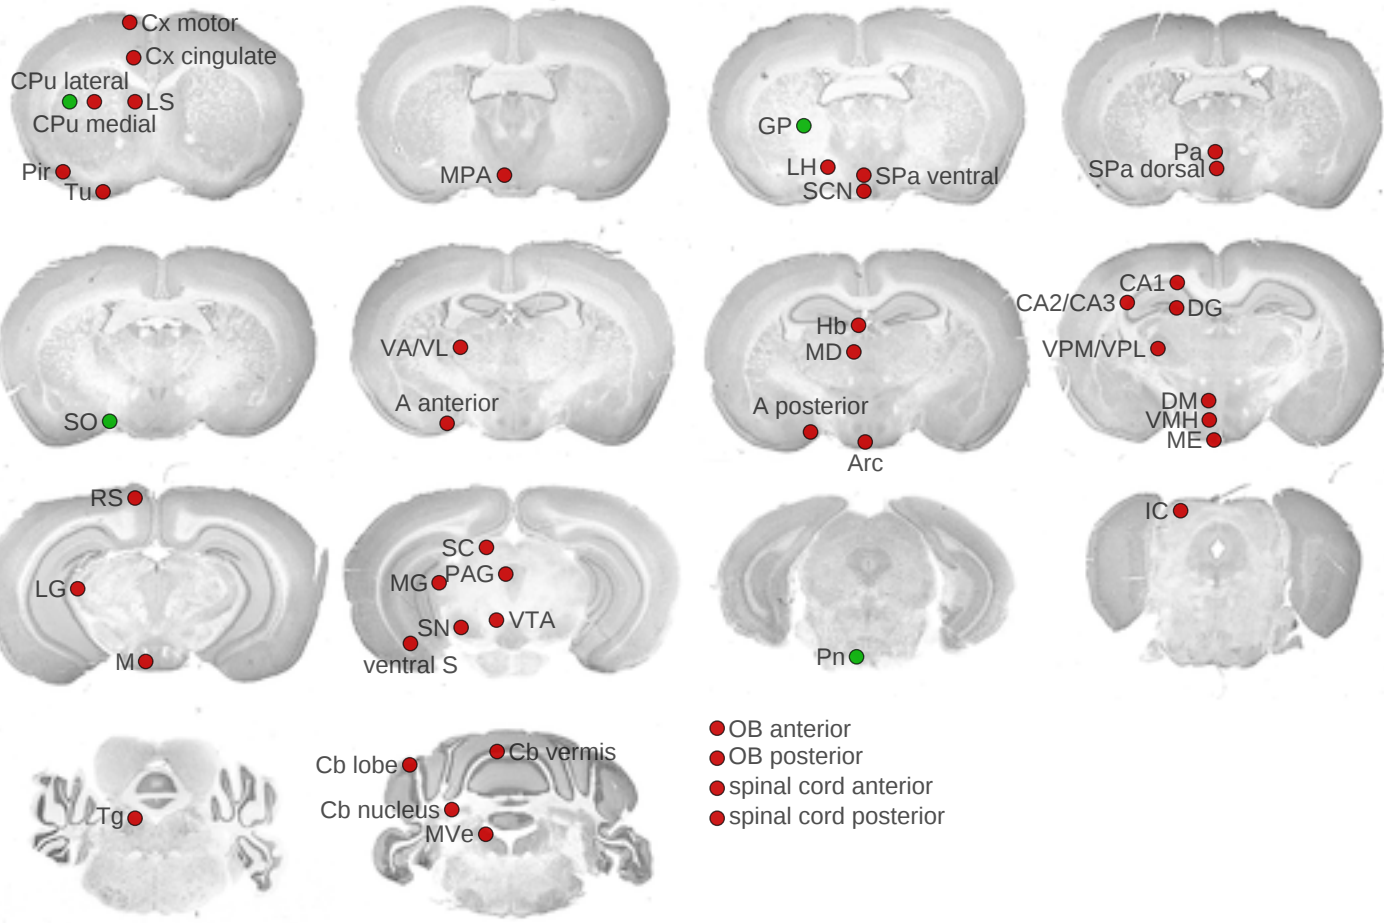 Cx motor
Cx cingulate
CPu lateral
LS
CPu medial
Pir
Tu
MPA
GP
LH
SPa ventral
SCN
Pa
SPa dorsal
SO
VA/VL
A anterior
Hb
MD
A posterior
Arc
CA1
CA2/CA3
DG
VPM/VPL
DM
VMH
ME
RS
LG
M
SC
MG
PAG
SN
VTA
ventral S
Pn
IC
Tg
Cb lobe
Cb vermis
Cb nucleus
MVe
OB anterior
OB posterior
spinal cord anterior
spinal cord posterior